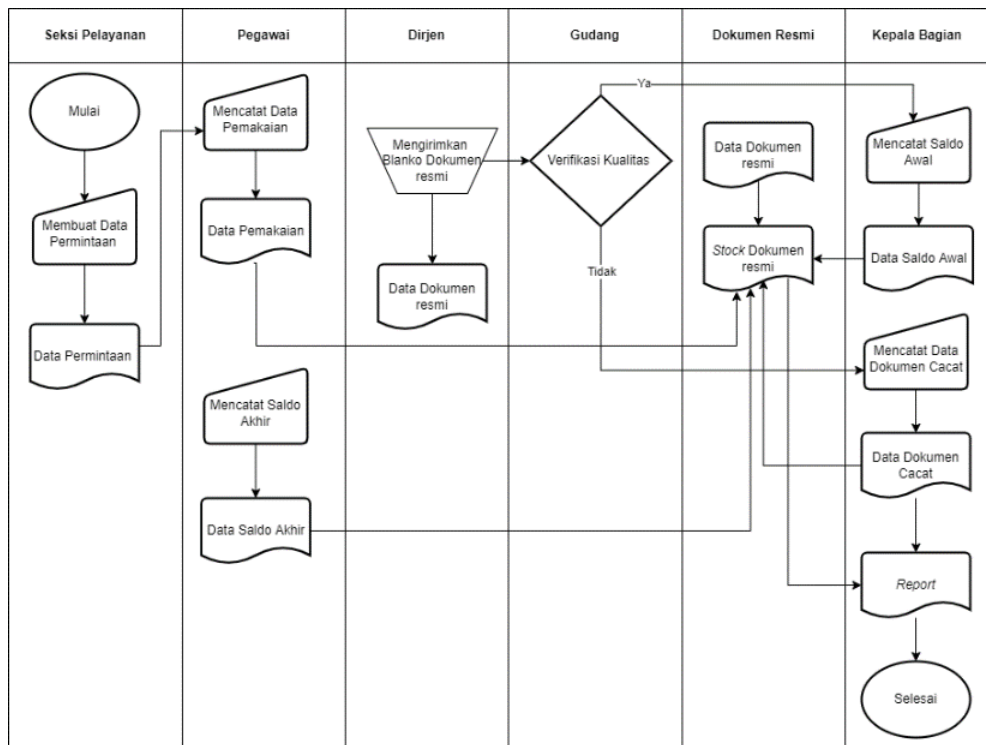 Seksi Pelayanan
Pegawai
Dirjen
Gudang
Dokumen Resmi
Kepala Bagian
Mulai
Membuat Data
Permintaan
Data Permintaan
Mencatat Data
Pemakaian
Data Pemakaian
Mencatat Saldo
Akhir
Data Saldo Akhir
Mengirimkan
Blanko Dokumen
resmi
Data Dokumen
resmi
Verifikasi Kualitas
Ya
Tidak
Data Dokumen
resmi
Stock Dokumen
resmi
Mencatat Saldo
Awal
Data Saldo Awal
Mencatat Data
Dokumen Cacat
Data Dokumen
Cacat
Report
Selesai